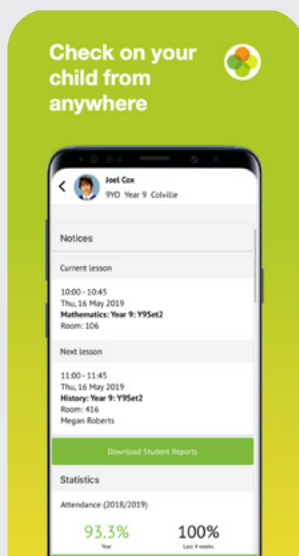 Check on your
child from
anywhere
Joel Cox
9YO Year 9 Colville
Notices
Current lesson
10:00 - 10:45
Thu, 16 May 2019
Mathematics: Year 9: Y9Set2
Room: 106
Next lesson
11:00 - 11:45
Thu, 16 May 2019
History: Year 9: Y9Set2
Room: 416
Megan Roberts
Download Student Reports
Statistics
Attendance (2018/2019)
93.3% 100%
Year Last 4 weeks